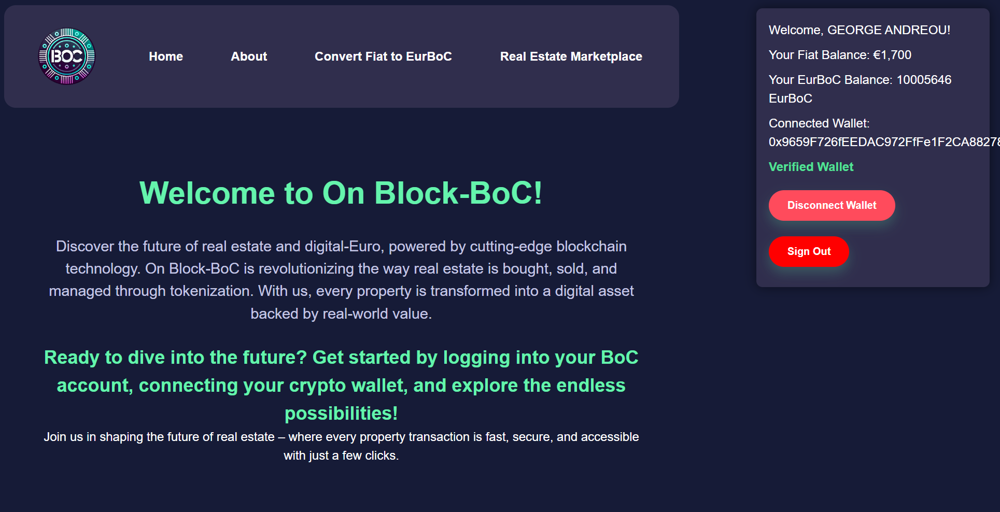 BOC
Home
About
Convert Fiat to EurBoC
Real Estate Marketplace
Welcome to On Block-BoC!
Discover the future of real estate and digital-Euro, powered by cutting-edge blockchain
technology. On Block-BoC is revolutionizing the way real estate is bought, sold, and
managed through tokenization. With us, every property is transformed into a digital asset
backed by real-world value.
Ready to dive into the future? Get started by logging into your BoC
account, connecting your crypto wallet, and explore the endless
possibilities!
Join us in shaping the future of real estate – where every property transaction is fast, secure, and accessible
with just a few clicks.
Welcome, GEORGE ANDREOU!
Your Fiat Balance: €1,700
Your EurBoC Balance: 10005646
EurBoC
Connected Wallet:
0x9659F726fEEDAC972FfFe1F2CA88278
Verified Wallet
Disconnect Wallet
Sign Out